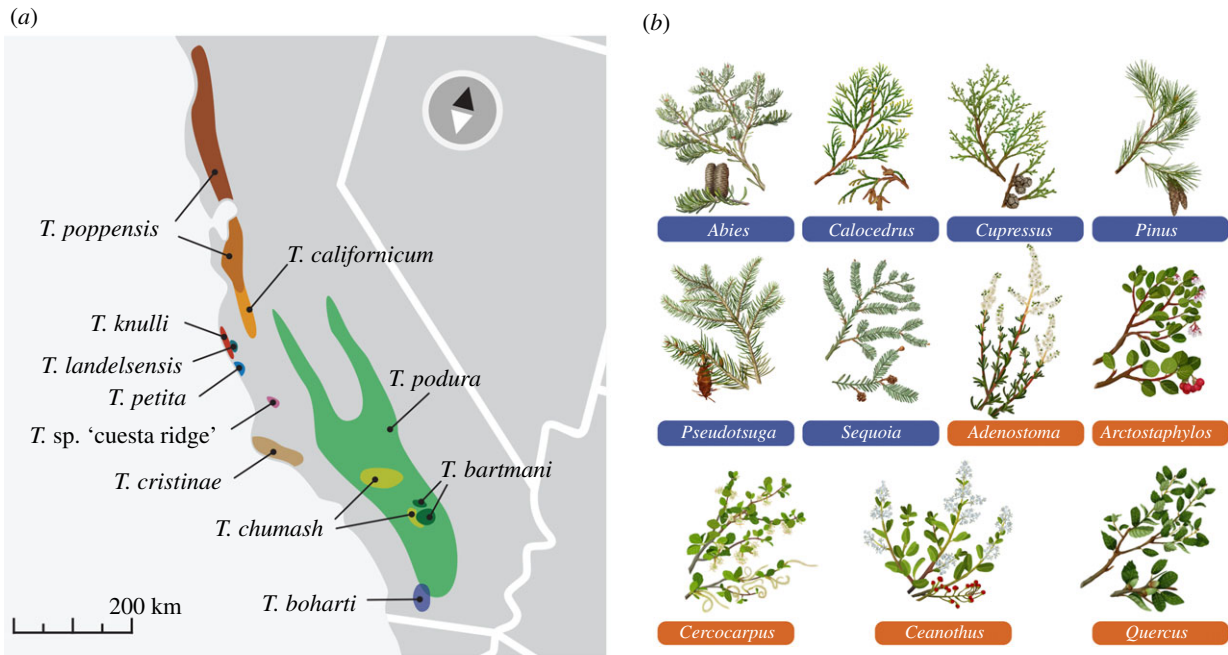 (a)
T. poppensis
T. californicum
T. knulli
T. landelsensis
T. petita
T. podura
T. sp. ‘cuesta ridge’
T. bartmani
T. cristinae
T. chumash
T. boharti
200 km
(b)
Abies Calocedrus Cupressus Pinus
Pseudotsuga Sequoia Adenostoma Arctostaphylos
Cercocarpus Ceanothus Quercus